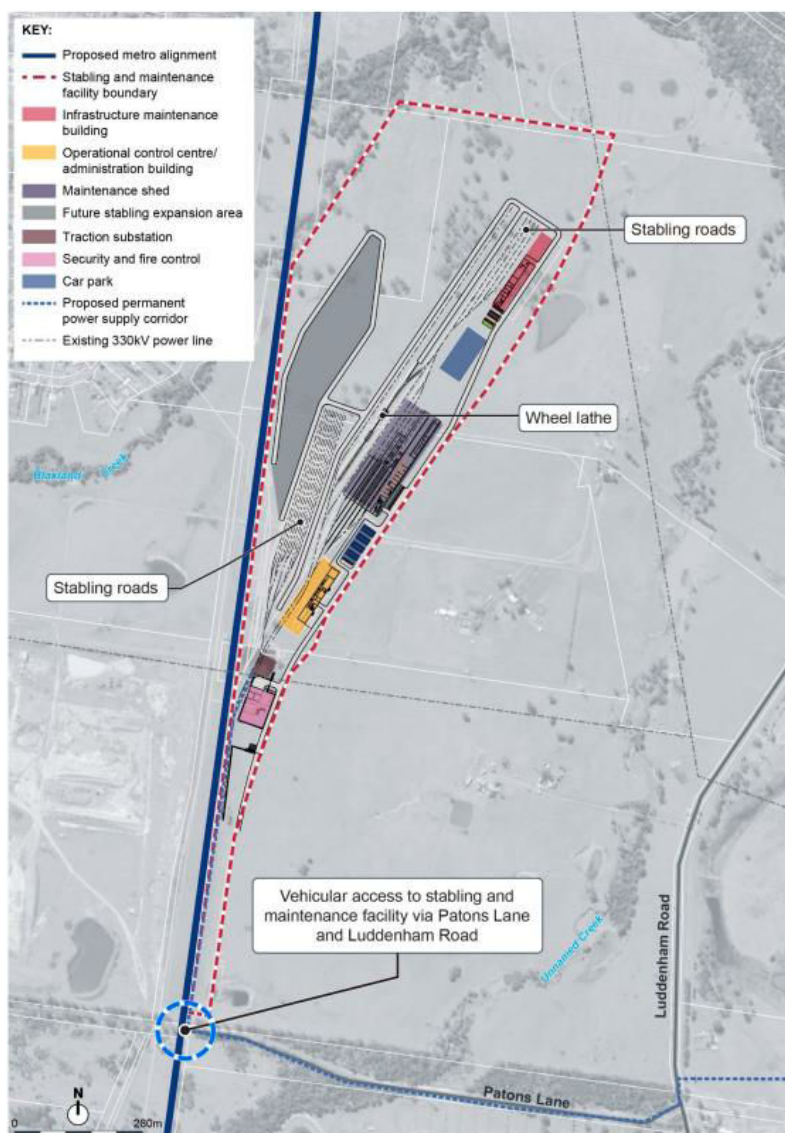 KEY:
Proposed metro alignment
Stabling and maintenance
facility boundary
Infrastructure maintenance
building
Operational control centre/
administration building
Maintenance shed
Future stabling expansion area
Traction substation
Security and fire control
Car park
Proposed permanent
power supply corridor
Existing 330kV power line
Stabling roads
Wheel lathe
Blaxland Creek
Stabling roads
Vehicular access to stabling and
maintenance facility via Patons Lane
and Luddenham Road
Unnamed Creek
Luddenham Road
Patons Lane
N
0 280m